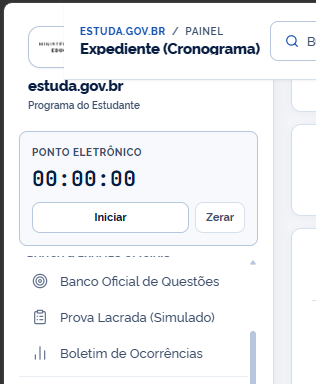 ESTUDA.GOV.BR / PAINEL
Expediente (Cronograma)
estuda.gov.br
Programa do Estudante
PONTO ELETRÔNICO
00:00:00
Iniciar Zerar
Banco Oficial de Questões
Prova Lacrada (Simulado)
Boletim de Ocorrências